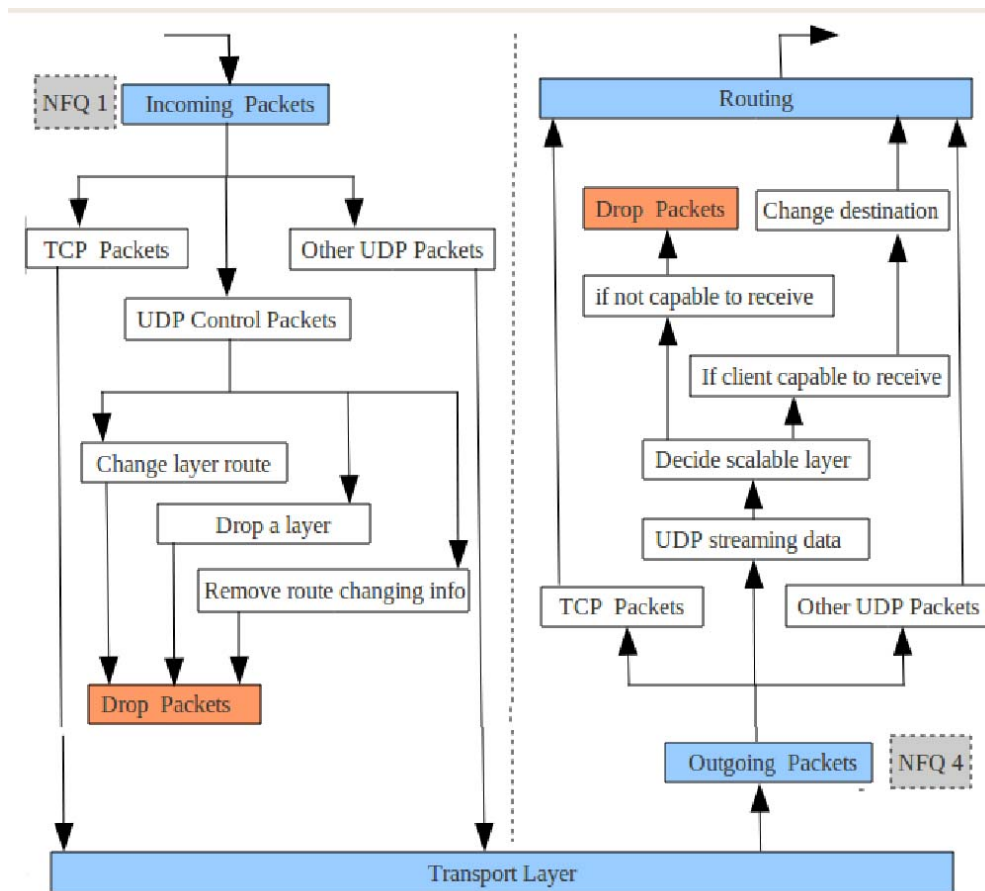 NFQ 1
Incoming Packets
TCP Packets
Other UDP Packets
UDP Control Packets
Change layer route
Drop a layer
Remove route changing info
Drop Packets
Routing
Drop Packets
Change destination
if not capable to receive
If client capable to receive
Decide scalable layer
UDP streaming data
TCP Packets
Other UDP Packets
Outgoing Packets
NFQ 4
Transport Layer